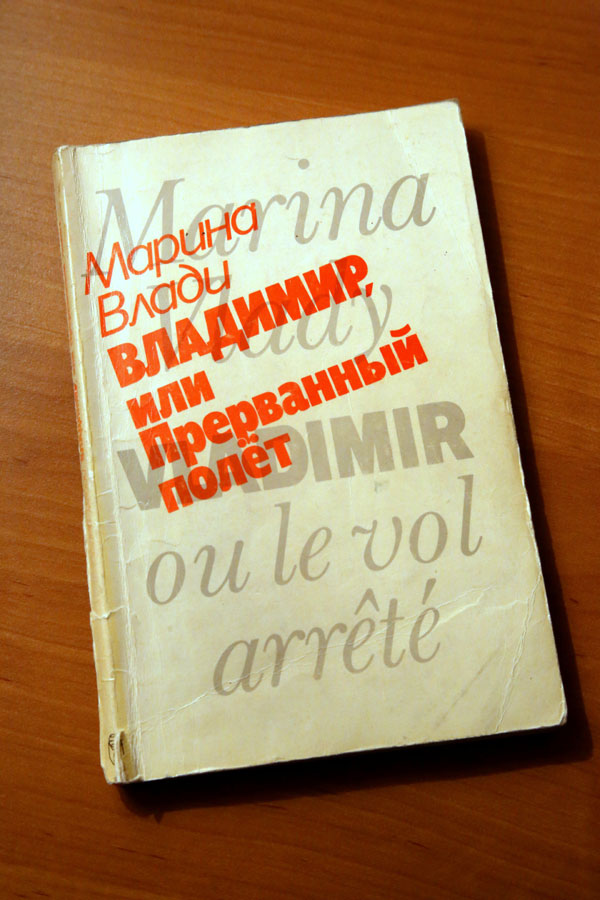 Marina
Vlady
VLADIMIR
ou le vol
arrêté
Марина
Влади
ВЛАДИМИР,
или
Прерванный
полёт